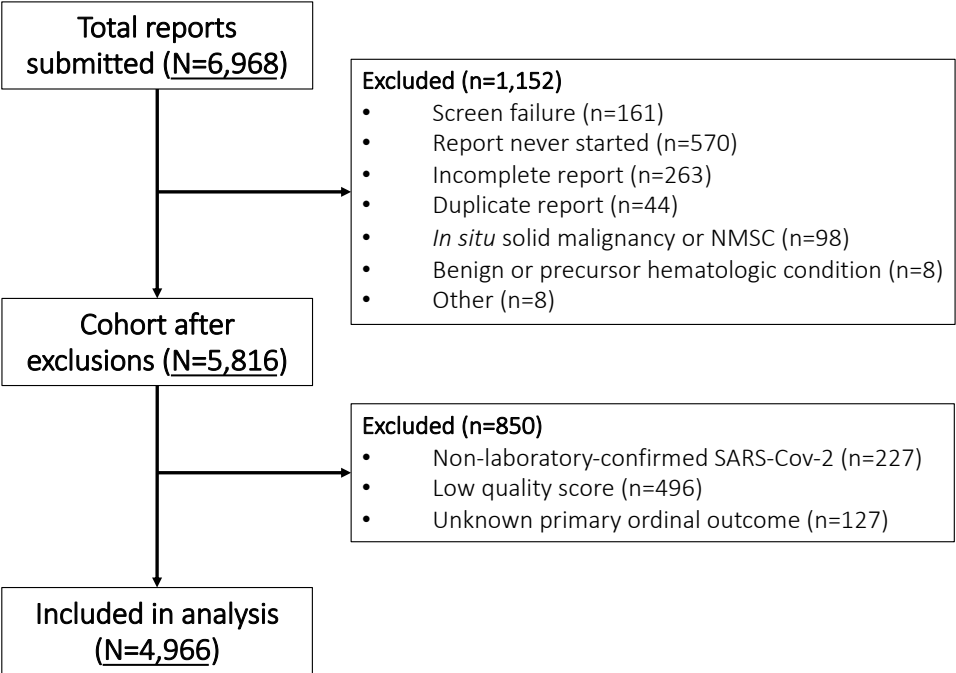 Total reports
submitted (N=6,968)
Excluded (n=1,152)
• Screen failure (n=161)
• Report never started (n=570)
• Incomplete report (n=263)
• Duplicate report (n=44)
• In situ solid malignancy or NMSC (n=98)
• Benign or precursor hematologic condition (n=8)
• Other (n=8)
Cohort after
exclusions (N=5,816)
Excluded (n=850)
• Non-laboratory-confirmed SARS-Cov-2 (n=227)
• Low quality score (n=496)
• Unknown primary ordinal outcome (n=127)
Included in analysis
(N=4,966)